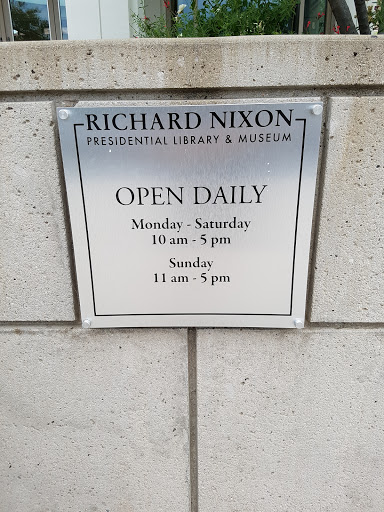 RICHARD NIXON
PRESIDENTIAL LIBRARY & MUSEUM
OPEN DAILY
Monday - Saturday
10 am - 5 pm
Sunday
11 am - 5 pm